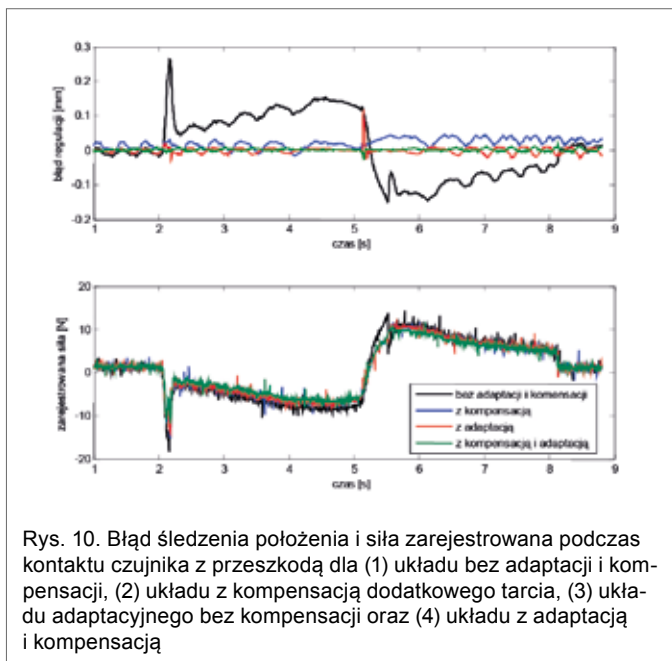 0.3
0.2
0.1
0
-0.1
-0.2
błąd regulacji [mm]
1 2 3 4 5 6 7 8 9
czas [s]
20
10
0
-10
-20
zarejestrowana siła [N]
bez adaptacji i komensacji
z kompensacją
z adaptacją
z kompensacją i adaptacją
1 2 3 4 5 6 7 8 9
czas [s]
Rys. 10. Błąd śledzenia położenia i siła zarejestrowana podczas
kontaktu czujnika z przeszkodą dla (1) układu bez adaptacji i kom-
pensacji, (2) układu z kompensacją dodatkowego tarcia, (3) ukła-
du adaptacyjnego bez kompensacji oraz (4) układu z adaptacją
i kompensacją